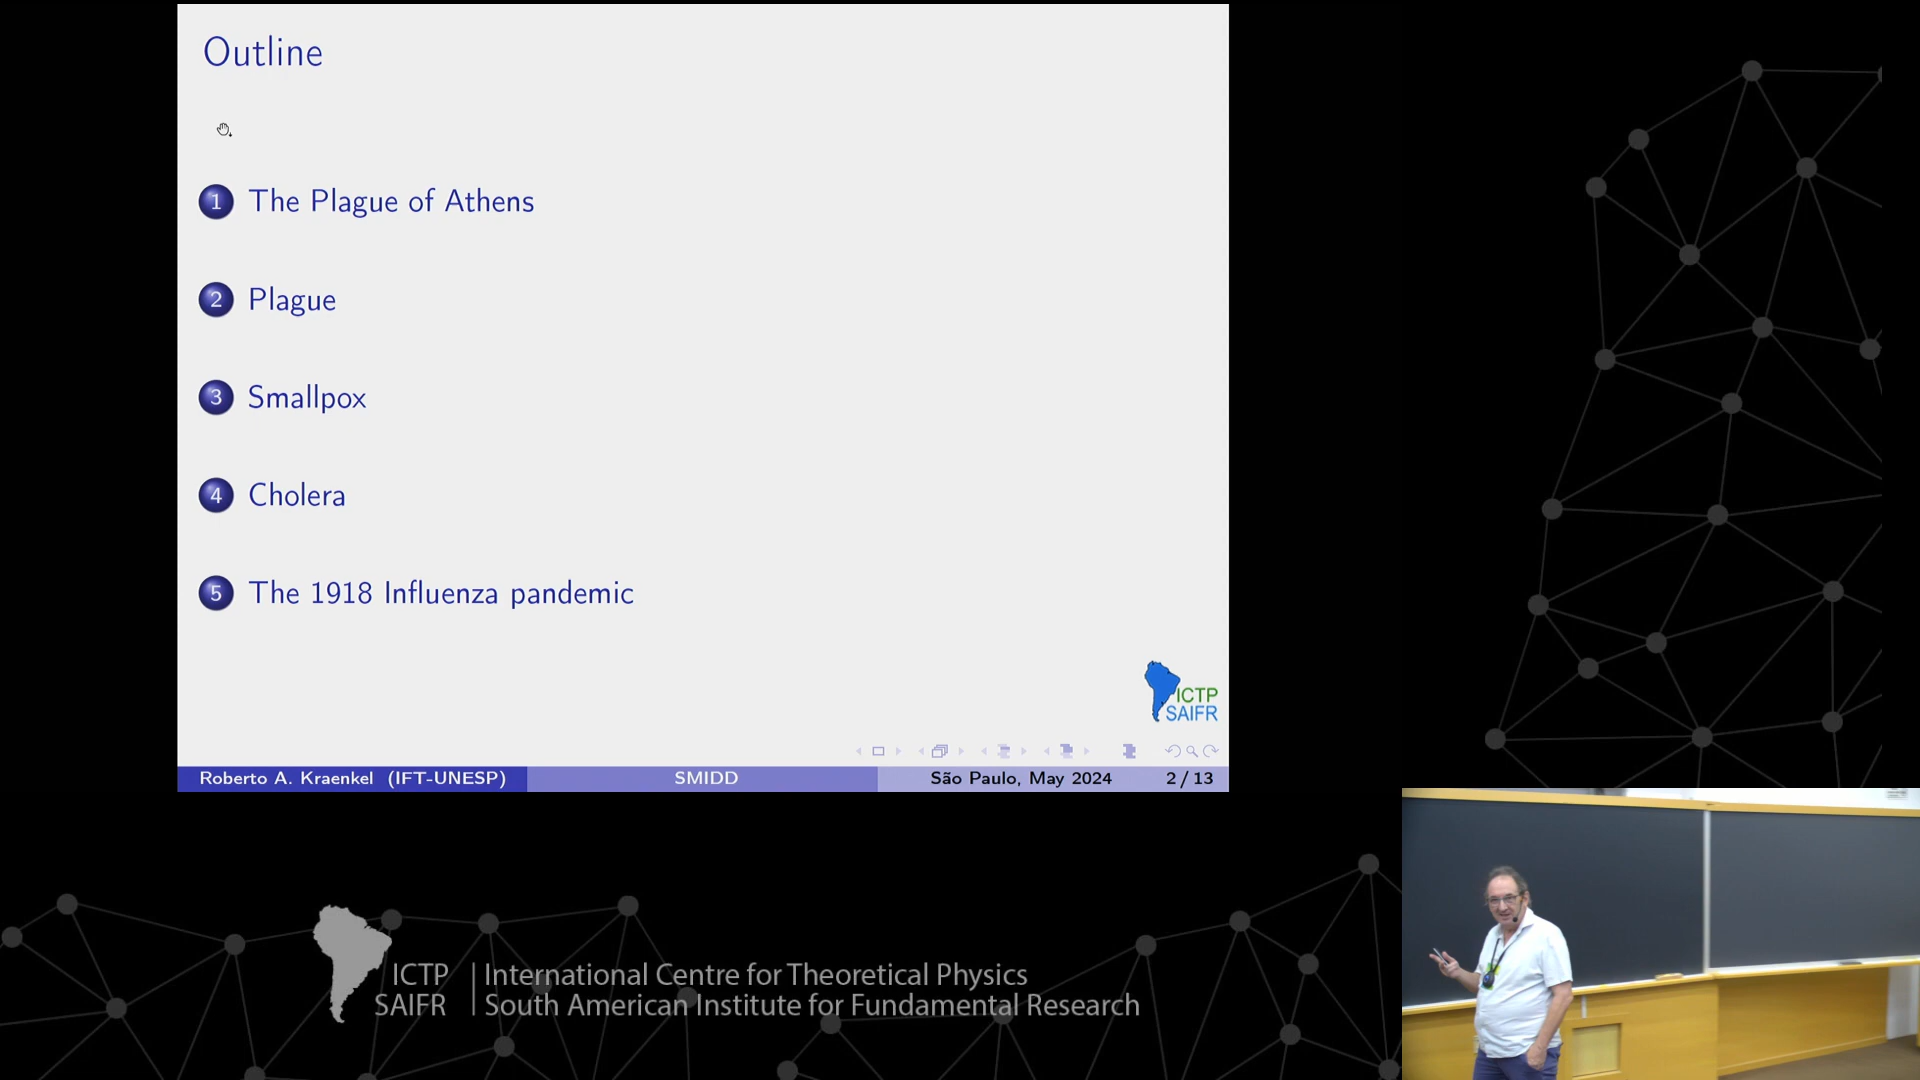 Outline
1 The Plague of Athens
2 Plague
3 Smallpox
4 Cholera
5 The 1918 Influenza pandemic
ICTP
SAIFR
Roberto A. Kraenkel (IFT-UNESP) SMIDD São Paulo, May 2024 2 / 13
ICTP | International Centre for Theoretical Physics
SAIFR | South American Institute for Fundamental Research